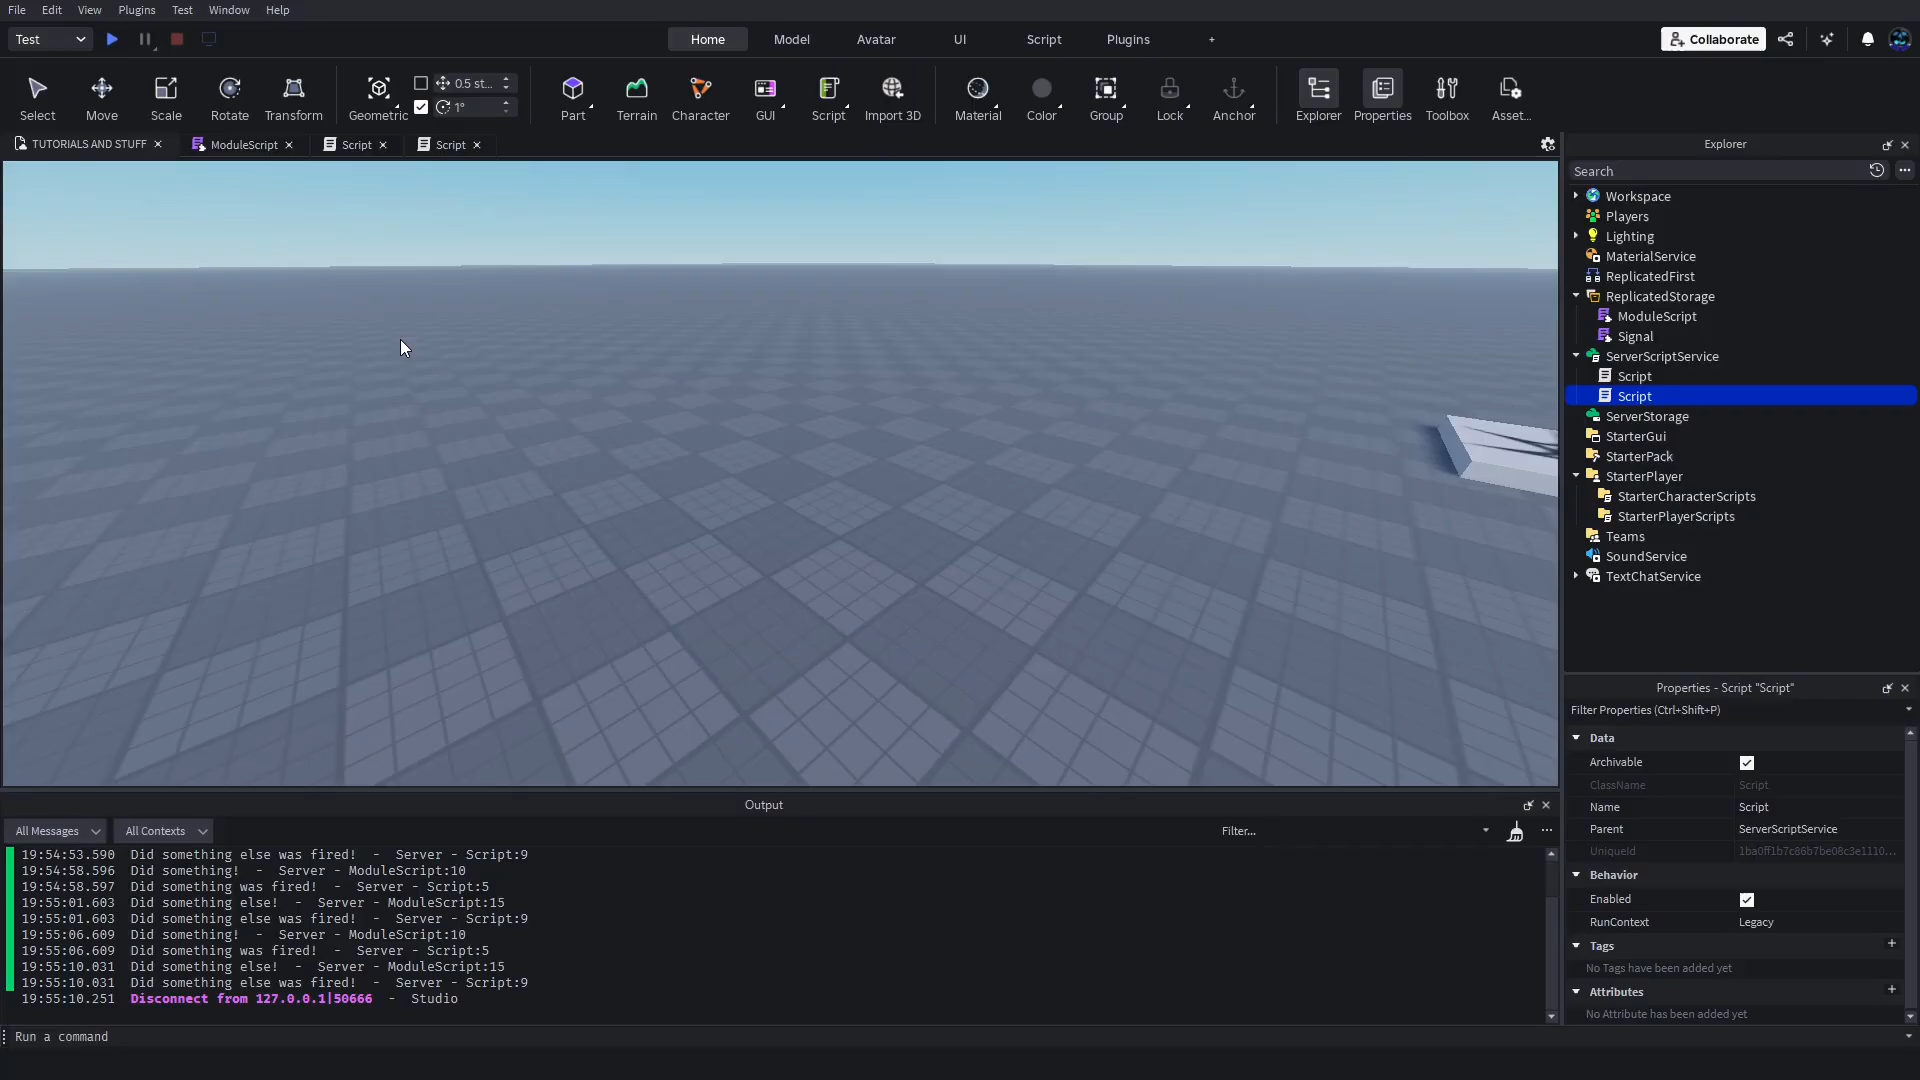 File Edit View Plugins Test Window Help
Test Home Model Avatar UI Script Plugins + Collaborate
0.5 st...
1°
Select Move Scale Rotate Transform Geometric Part Terrain Character GUI Script Import 3D Material Color Group Lock Anchor Explorer Properties Toolbox Asset...
TUTORIALS AND STUFF ModuleScript Script Script
Explorer
Search
Workspace
Players
Lighting
MaterialService
ReplicatedFirst
ReplicatedStorage
ModuleScript
Signal
ServerScriptService
Script
Script
ServerStorage
StarterGui
StarterPack
StarterPlayer
StarterCharacterScripts
StarterPlayerScripts
Teams
SoundService
TextChatService
Properties - Script "Script"
Filter Properties (Ctrl+Shift+P)
Data
Archivable
ClassName Script
Name Script
Parent ServerScriptService
UniqueId 1ba0ff1b7c86b7be08c3e1110...
Behavior
Enabled
RunContext Legacy
Tags +
No Tags have been added yet
Attributes +
No Attribute has been added yet
Output
All Messages All Contexts Filter...
19:54:53.590 Did something else was fired! - Server - Script:9
19:54:58.596 Did something! - Server - ModuleScript:10
19:54:58.597 Did something was fired! - Server - Script:5
19:55:01.603 Did something else! - Server - ModuleScript:15
19:55:01.603 Did something else was fired! - Server - Script:9
19:55:06.609 Did something! - Server - ModuleScript:10
19:55:06.609 Did something was fired! - Server - Script:5
19:55:10.031 Did something else! - Server - ModuleScript:15
19:55:10.031 Did something else was fired! - Server - Script:9
19:55:10.251 Disconnect from 127.0.0.1|50666 - Studio
Run a command